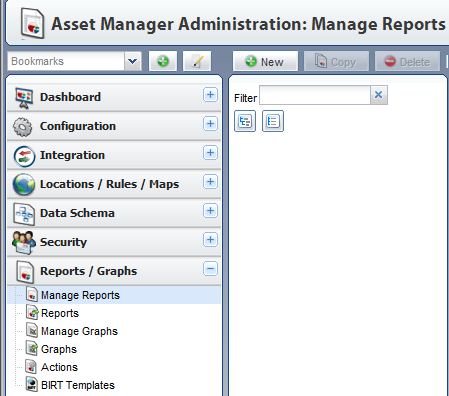 Asset Manager Administration: Manage Reports
Bookmarks
New Copy Delete
Dashboard
Configuration
Integration
Locations / Rules / Maps
Data Schema
Security
Reports / Graphs
Manage Reports
Reports
Manage Graphs
Graphs
Actions
BIRT Templates
Filter